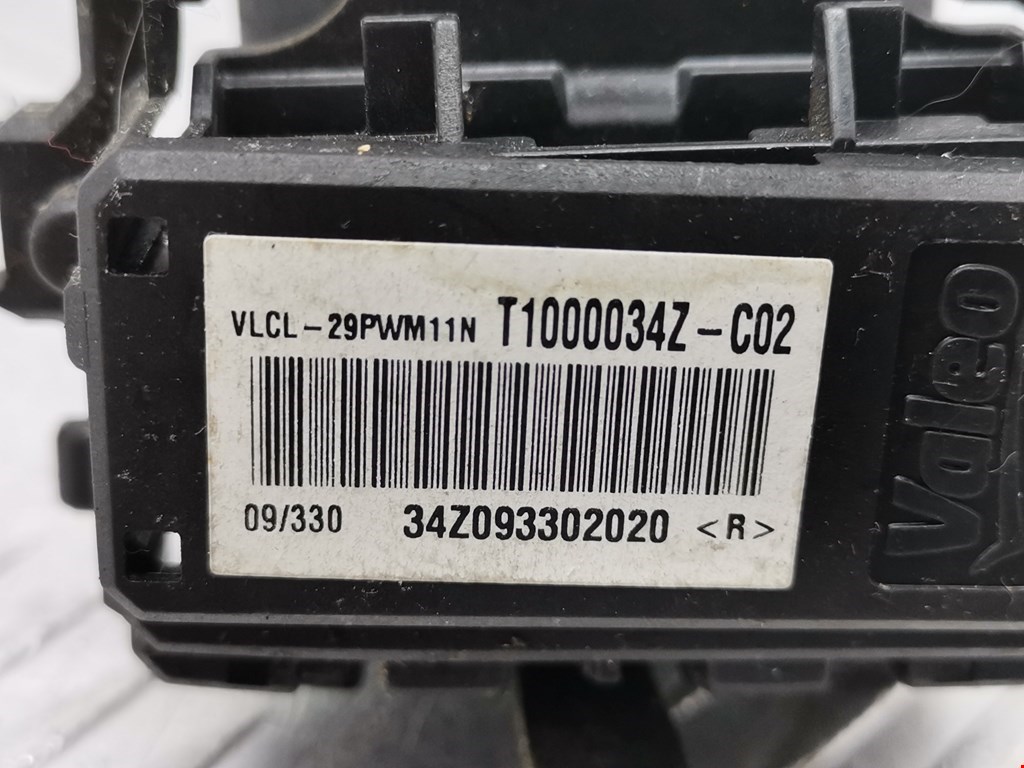 VLCL-29PWM11N T1000034Z-C02
09/330 34Z093302020 <R>
Valeo